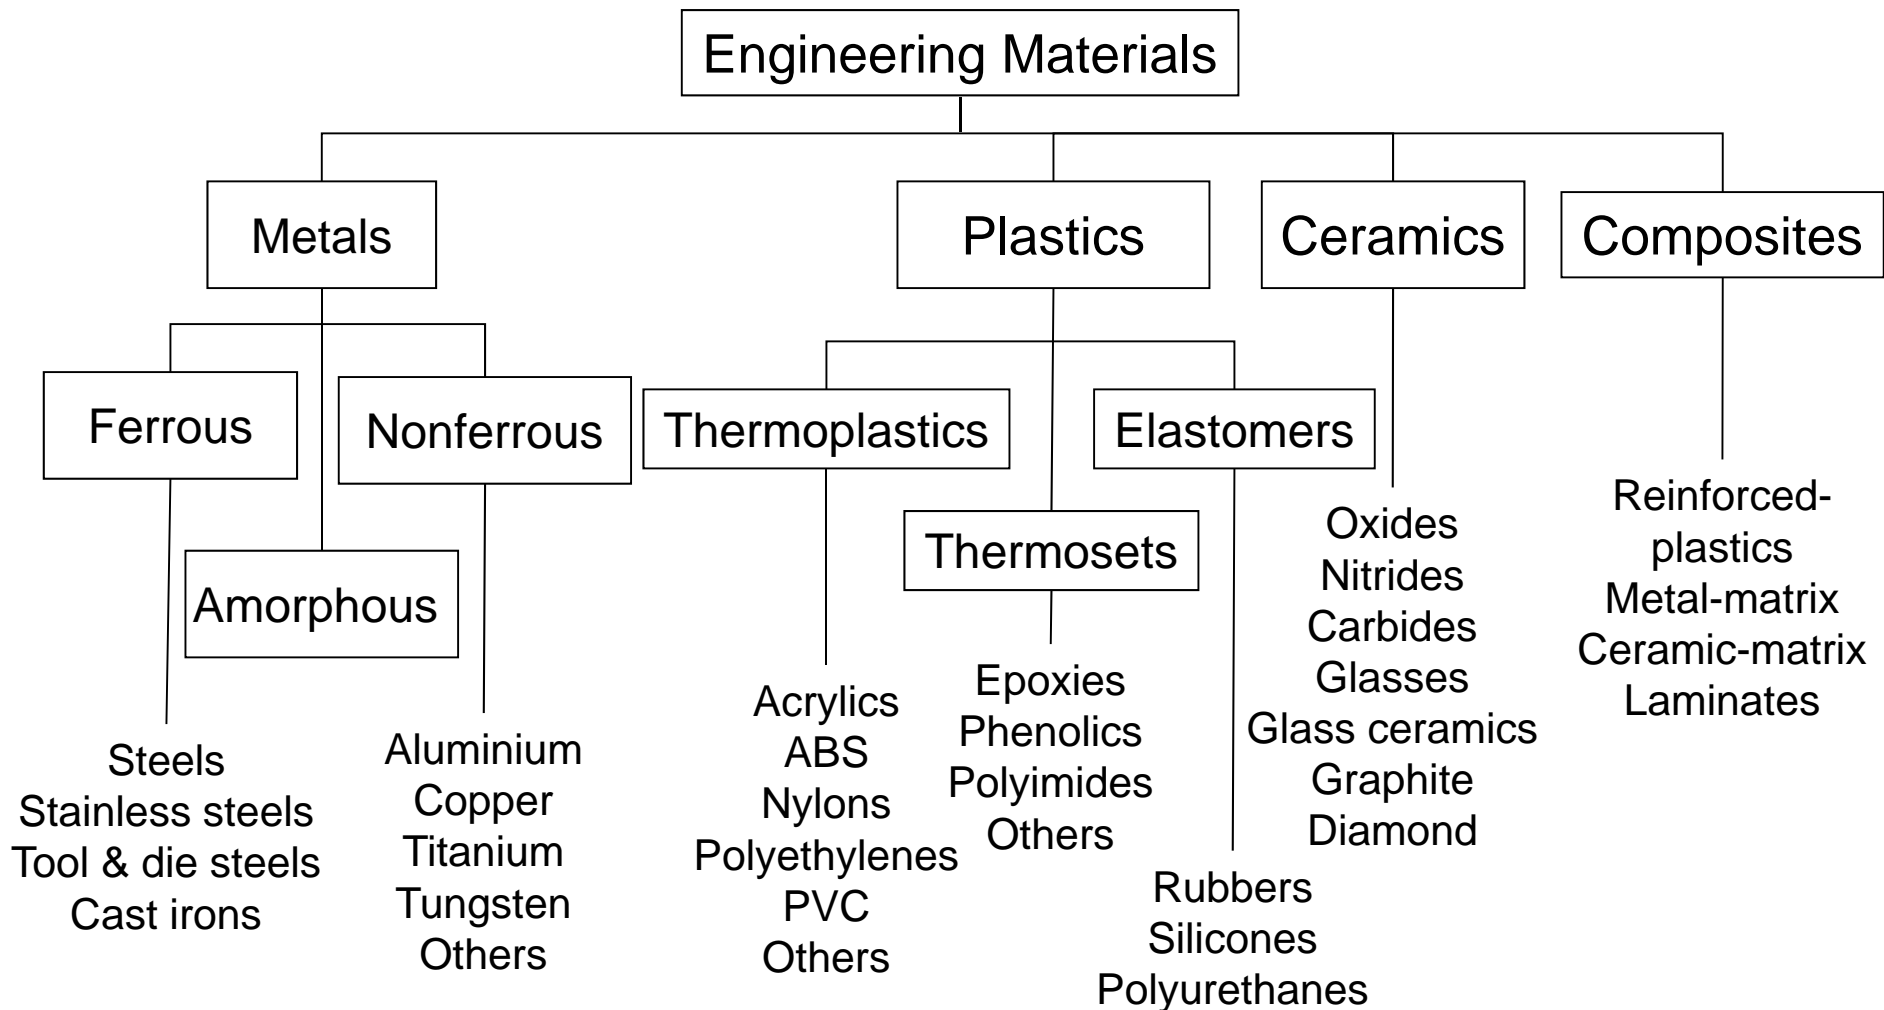 Engineering Materials
Metals
Plastics
Ceramics
Composites
Ferrous
Nonferrous
Thermoplastics
Elastomers
Amorphous
Thermosets
Steels
Stainless steels
Tool & die steels
Cast irons
Aluminium
Copper
Titanium
Tungsten
Others
Acrylics
ABS
Nylons
Polyethylenes
PVC
Others
Epoxies
Phenolics
Polyimides
Others
Rubbers
Silicones
Polyurethanes
Oxides
Nitrides
Carbides
Glasses
Glass ceramics
Graphite
Diamond
Reinforced-
plastics
Metal-matrix
Ceramic-matrix
Laminates